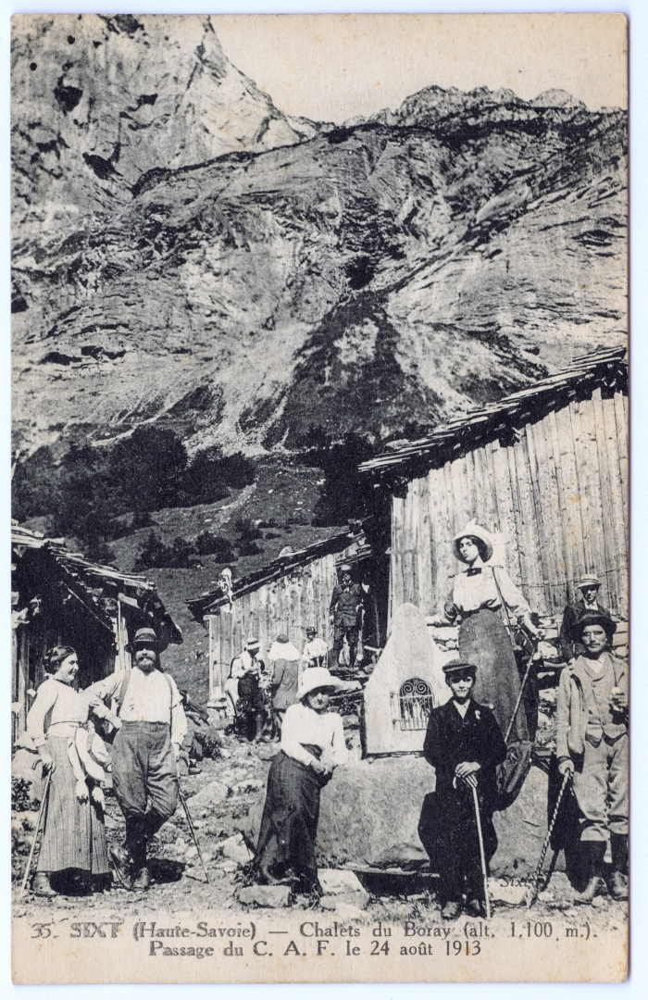 35. SIXT (Haute-Savoie) — Chalets du Boray (alt. 1.100 m.).
Passage du C. A. F. le 24 août 1913